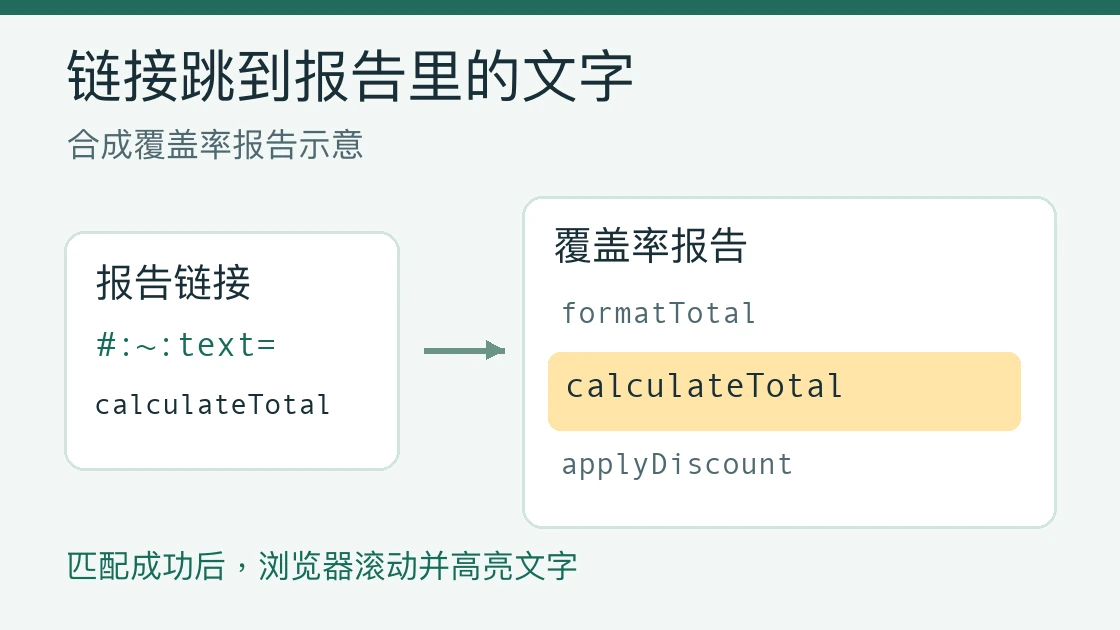 链接跳到报告里的文字
合成覆盖率报告示意
报告链接
#:~:text=
calculateTotal
覆盖率报告
formatTotal
calculateTotal
applyDiscount
匹配成功后，浏览器滚动并高亮文字